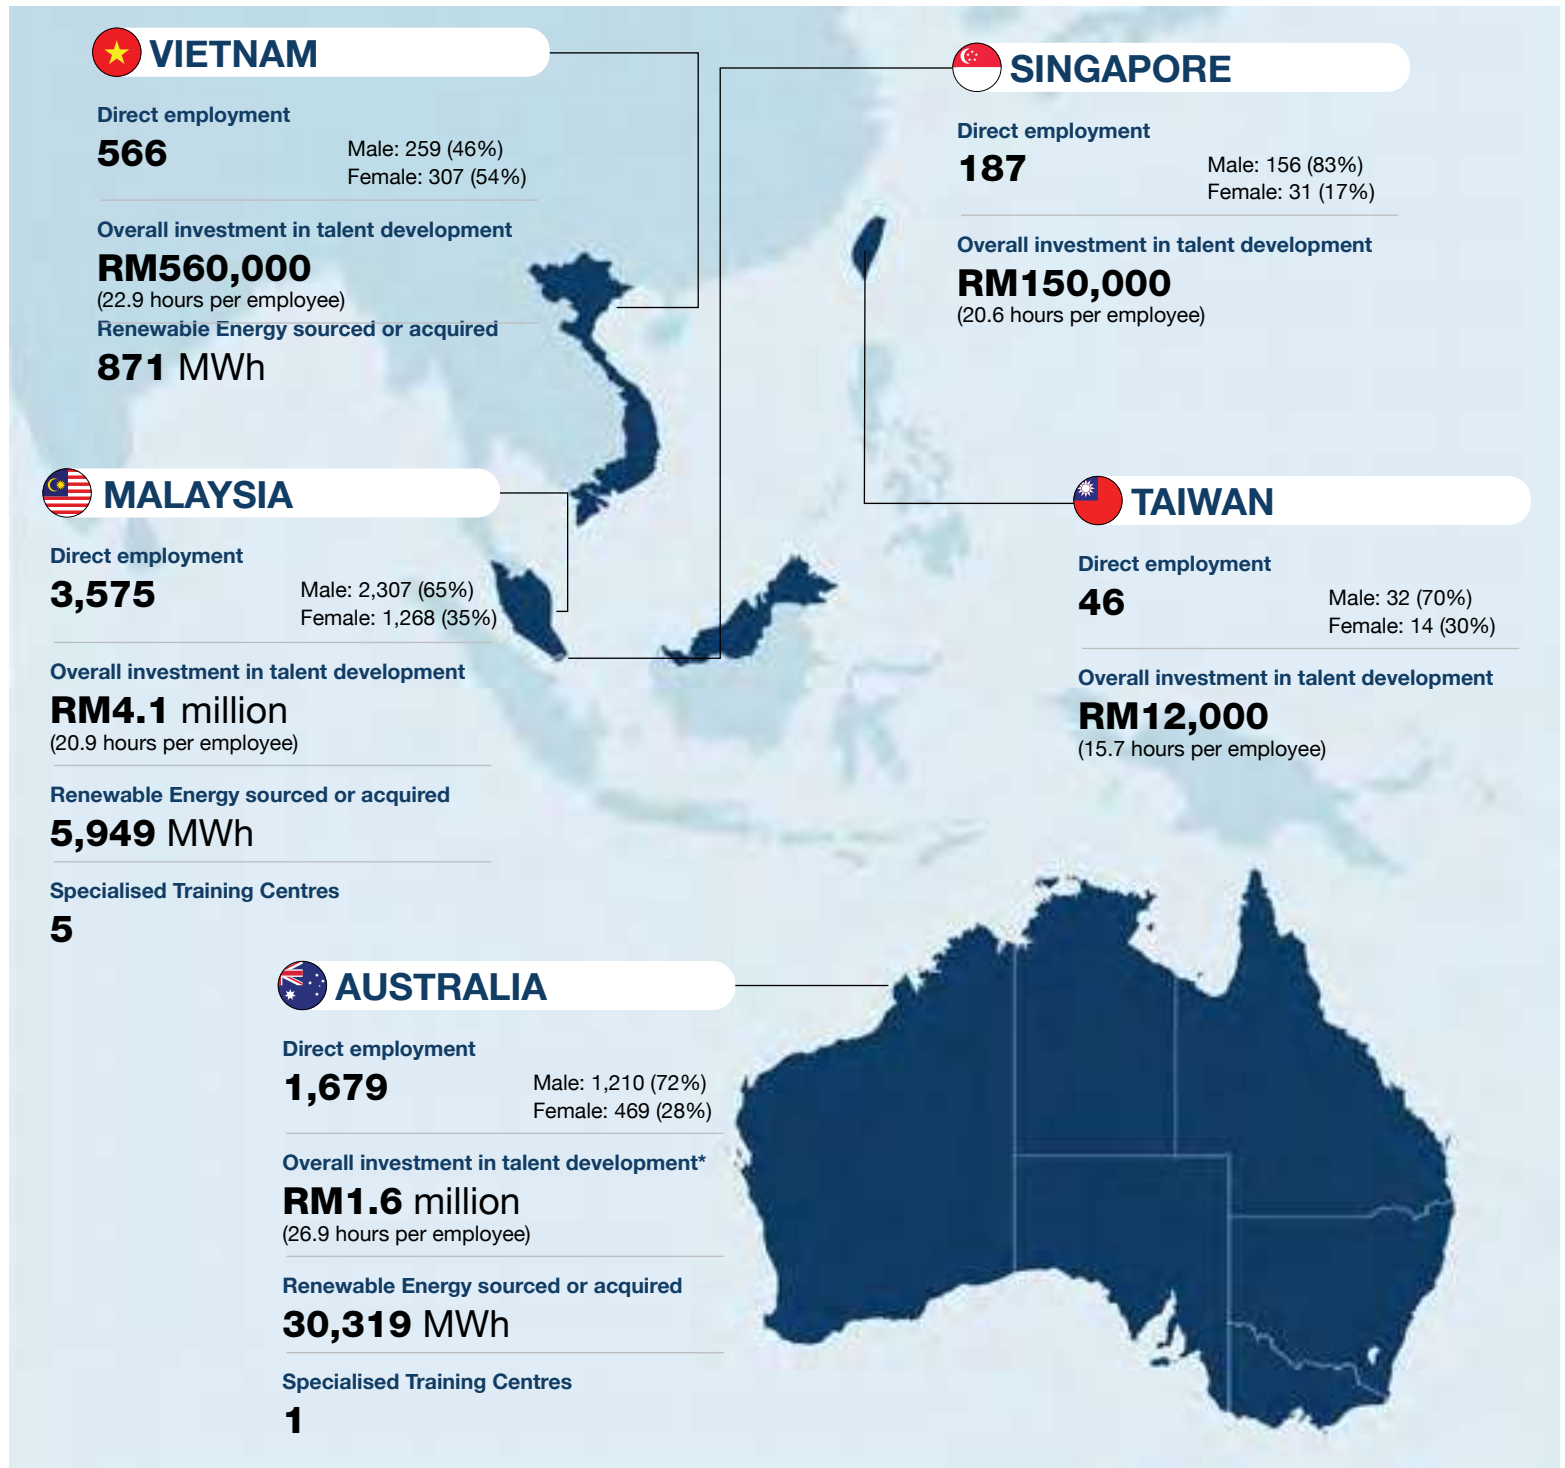 VIETNAM
Direct employment
566
Male: 259 (46%)
Female: 307 (54%)
Overall investment in talent development
RM560,000
(22.9 hours per employee)
Renewable Energy sourced or acquired
871 MWh
SINGAPORE
Direct employment
187
Male: 156 (83%)
Female: 31 (17%)
Overall investment in talent development
RM150,000
(20.6 hours per employee)
MALAYSIA
Direct employment
3,575
Male: 2,307 (65%)
Female: 1,268 (35%)
Overall investment in talent development
RM4.1 million
(20.9 hours per employee)
Renewable Energy sourced or acquired
5,949 MWh
Specialised Training Centres
5
TAIWAN
Direct employment
46
Male: 32 (70%)
Female: 14 (30%)
Overall investment in talent development
RM12,000
(15.7 hours per employee)
AUSTRALIA
Direct employment
1,679
Male: 1,210 (72%)
Female: 469 (28%)
Overall investment in talent development*
RM1.6 million
(26.9 hours per employee)
Renewable Energy sourced or acquired
30,319 MWh
Specialised Training Centres
1